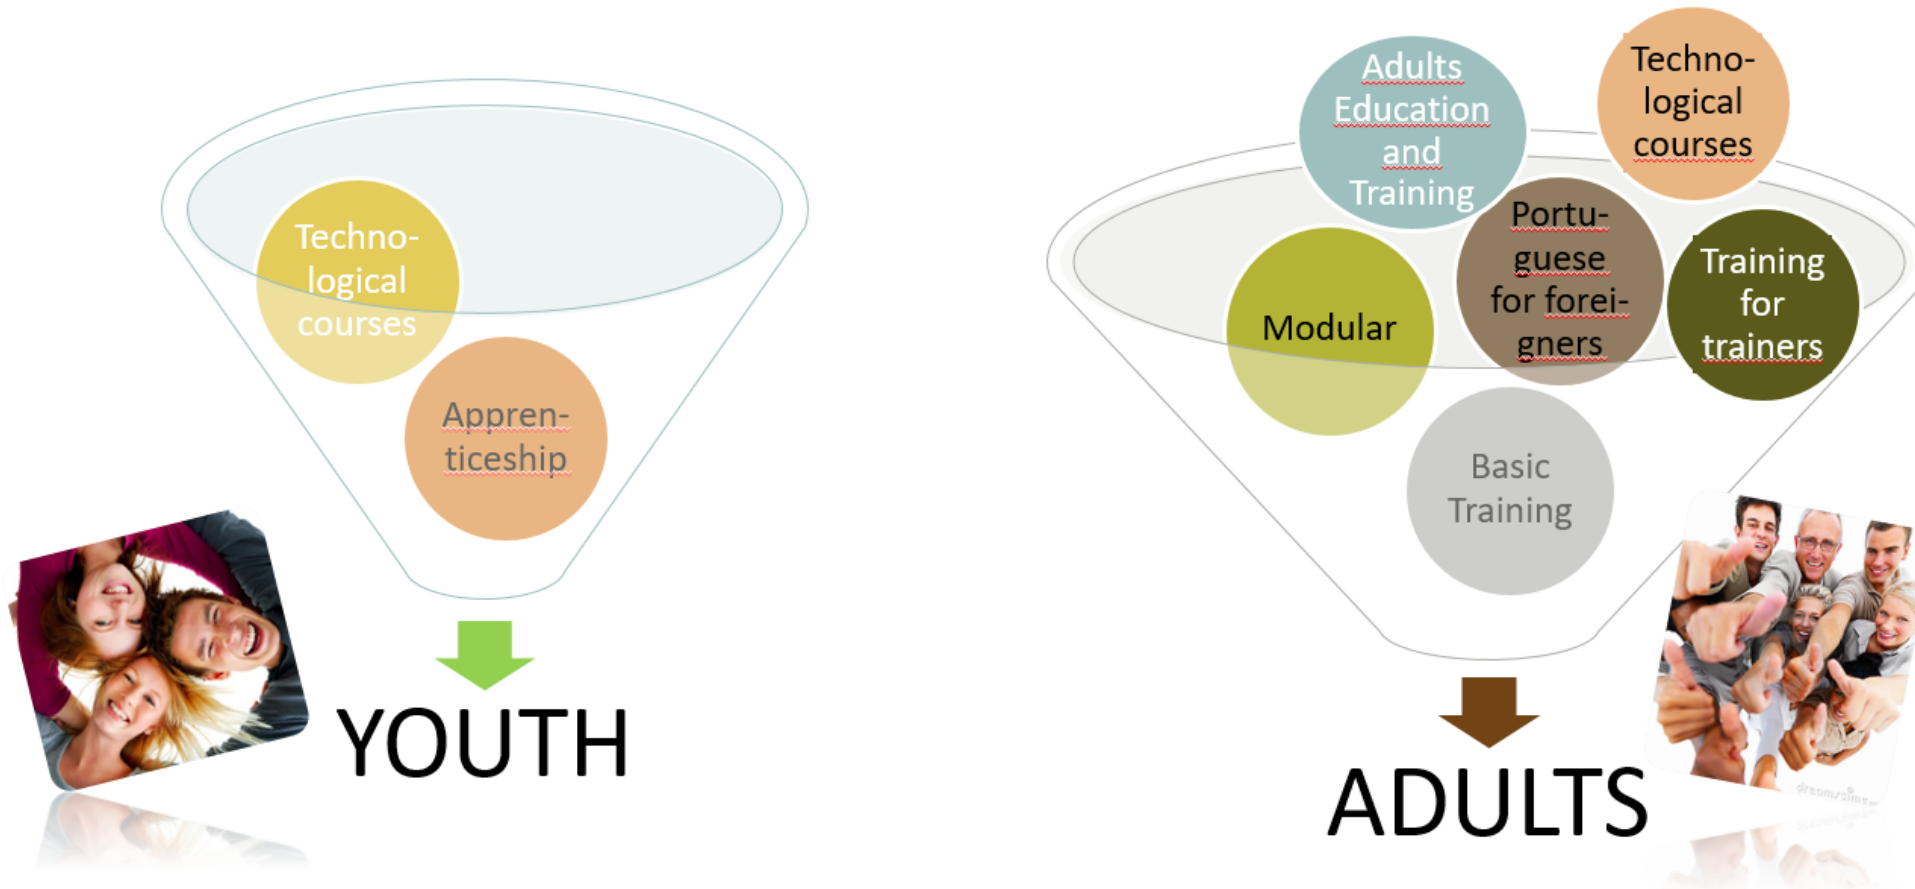 Techno-
logical
courses
Appren-
ticeship
YOUTH
Adults
Education
and
Training
Techno-
logical
courses
Portu-
guese
for forei-
gners
Training
for
trainers
Modular
Basic
Training
ADULTS
dreamstime